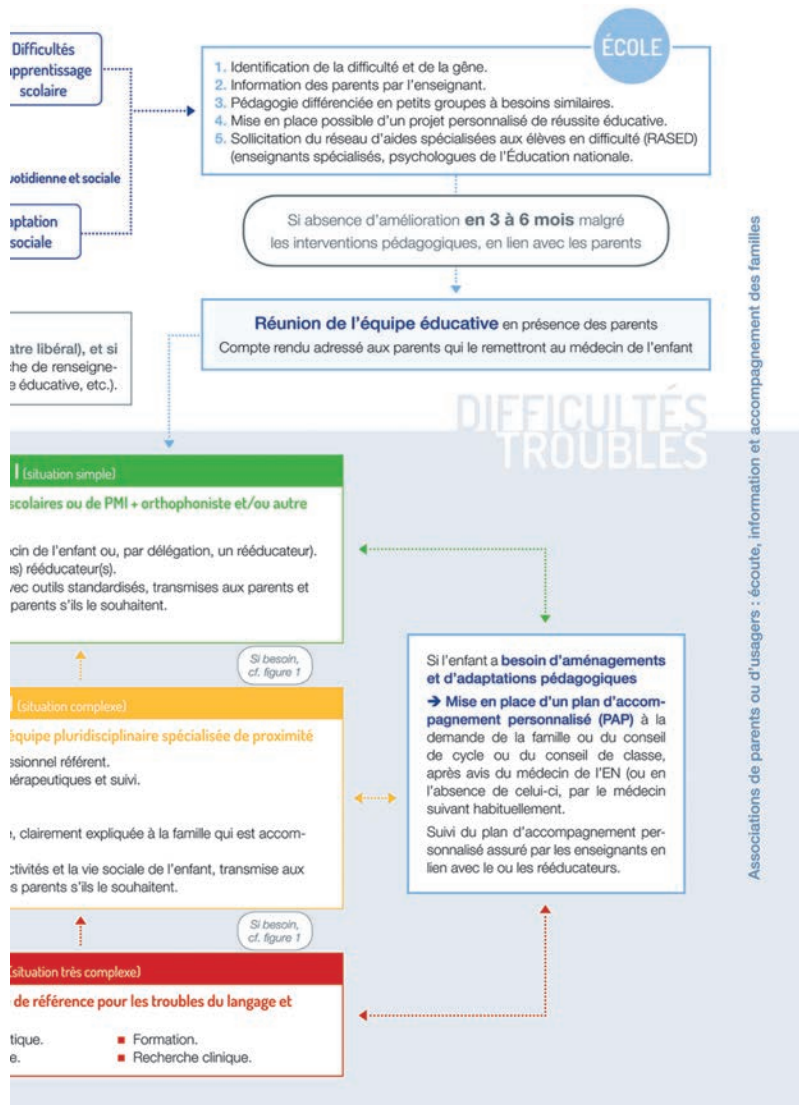 Difficultés
apprentissage
scolaire
ÉCOLE
1. Identification de la difficulté et de la gêne.
2. Information des parents par l'enseignant.
3. Pédagogie différenciée en petits groupes à besoins similaires.
4. Mise en place possible d'un projet personnalisé de réussite éducative.
5. Sollicitation du réseau d'aides spécialisées aux élèves en difficulté (RASED)
(enseignants spécialisés, psychologues de l'Éducation nationale.
uotidienne et sociale
aptation
sociale
Si absence d'amélioration en 3 à 6 mois malgré
les interventions pédagogiques, en lien avec les parents
Réunion de l'équipe éducative en présence des parents
Compte rendu adressé aux parents qui le remettront au médecin de l'enfant
atre libéral), et si
che de renseigne-
e éducative, etc.).
DIFFICULTÉS
TROUBLES
I (situation simple)
scolaires ou de PMI + orthophoniste et/ou autre
cin de l'enfant ou, par délégation, un rééducateur).
s) rééducateur(s).
vec outils standardisés, transmises aux parents et
parents s'ils le souhaitent.
Si besoin,
cf. figure 1
I (situation complexe)
équipe pluridisciplinaire spécialisée de proximité
ssionnel référent.
hérapeutiques et suivi.
e, clairement expliquée à la famille qui est accom-
ctivités et la vie sociale de l'enfant, transmise aux
s parents s'ils le souhaitent.
Si besoin,
cf. figure 1
(situation très complexe)
de référence pour les troubles du langage et
tique.
e.
■ Formation.
■ Recherche clinique.
Si l'enfant a besoin d'aménagements
et d'adaptations pédagogiques
➔ Mise en place d'un plan d'accom-
pagnement personnalisé (PAP) à la
demande de la famille ou du conseil
de cycle ou du conseil de classe,
après avis du médecin de l'EN (ou en
l'absence de celui-ci, par le médecin
suivant habituellement.
Suivi du plan d'accompagnement per-
sonnalisé assuré par les enseignants en
lien avec le ou les rééducateurs.
Associations de parents ou d'usagers : écoute, information et accompagnement des familles